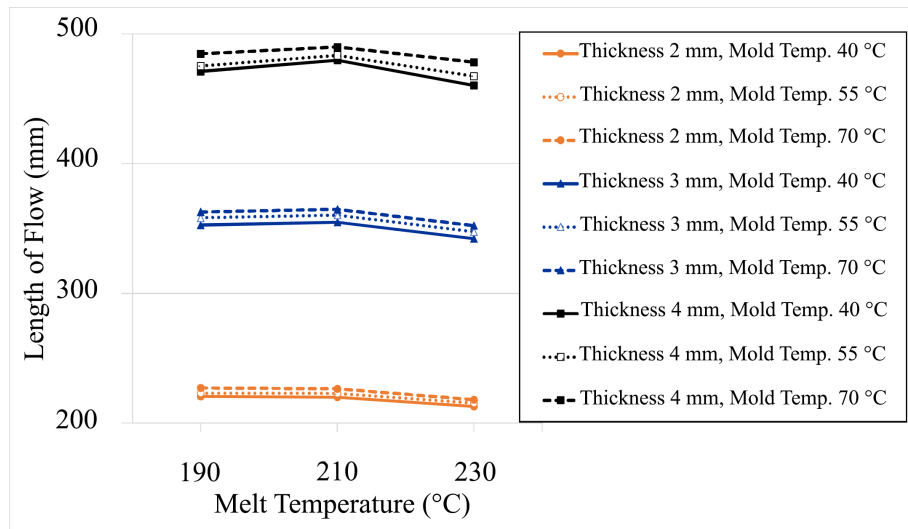 500
400
300
200
190 210 230
Melt Temperature (°C)
Length of Flow (mm)
Thickness 2 mm, Mold Temp. 40 °C
Thickness 2 mm, Mold Temp. 55 °C
Thickness 2 mm, Mold Temp. 70 °C
Thickness 3 mm, Mold Temp. 40 °C
Thickness 3 mm, Mold Temp. 55 °C
Thickness 3 mm, Mold Temp. 70 °C
Thickness 4 mm, Mold Temp. 40 °C
Thickness 4 mm, Mold Temp. 55 °C
Thickness 4 mm, Mold Temp. 70 °C